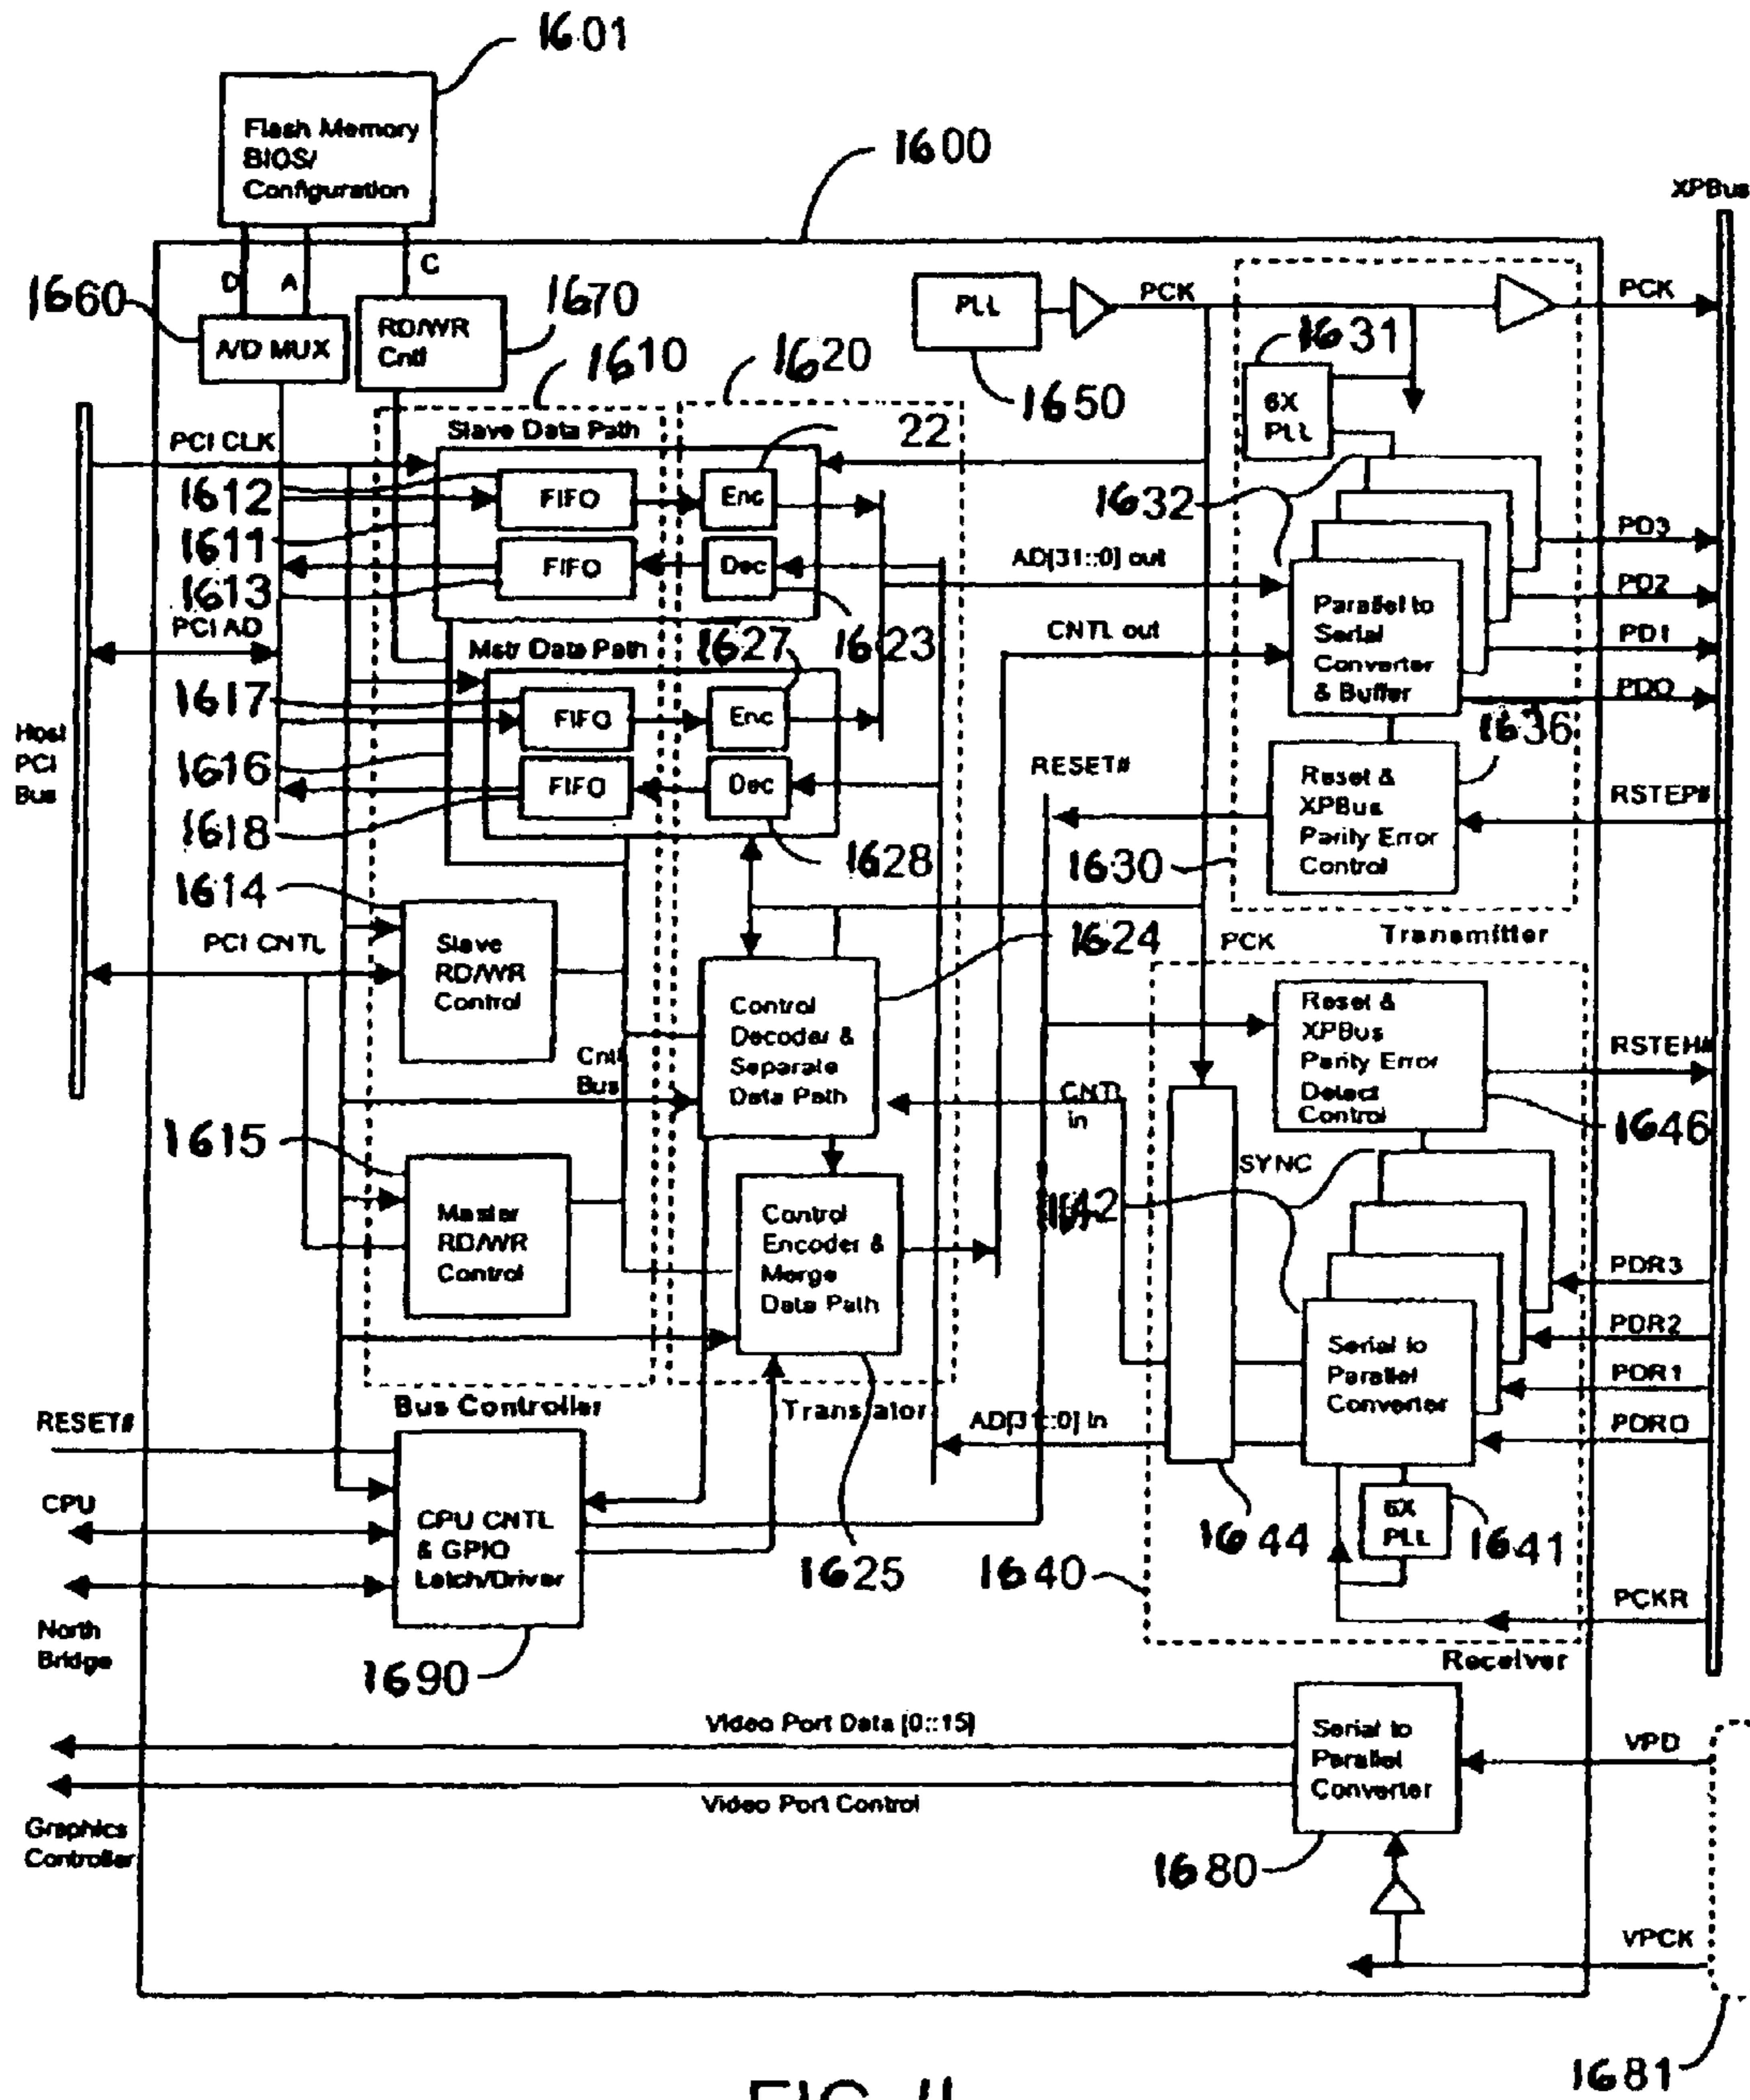 1601
Flash Memory
BIOS/
Configuration
1600
XPBus
D
A
C
1660
A/D MUX
RD/WR
Cntl
1670
PLL
PCK
PCK
1631
6X
PLL
1610
1620
1650
Slave Data Path
22
PCI CLK
1612
FIFO
Enc
1632
1611
FIFO
Dec
AD[31::0] out
PD3
1613
PD2
PCI AD
Parallel to
Serial
Converter
& Buffer
CNTL out
PD1
Mstr Data Path
1627
1623
PD0
1617
FIFO
Enc
1636
Host
PCI
Bus
1616
FIFO
Dec
RESET#
Reset &
XPBus
Parity Error
Control
RSTEP#
1618
1628
1630
1614
PCI CNTL
Slave
RD/WR
Control
1624
PCK
Transmitter
Control
Decoder &
Separate
Data Path
Reset &
XPBus
Parity Error
Detect
Control
RSTEH#
Cntl
Bus
CNTL
in
1615
1646
SYNC
Master
RD/WR
Control
Control
Encoder &
Merge
Data Path
1642
PDR3
PDR2
Serial to
Parallel
Converter
PDR1
Bus Controller
Translator
AD[31::0] in
PDR0
RESET#
CPU
CPU CNTL
& GPIO
Latch/Driver
6X
PLL
1644
1641
1625
1640
PCKR
North
Bridge
1690
Receiver
Video Port Data [0::15]
Serial to
Parallel
Converter
VPD
Video Port Control
Graphics
Controller
1680
VPCK
1681
FIG. 11